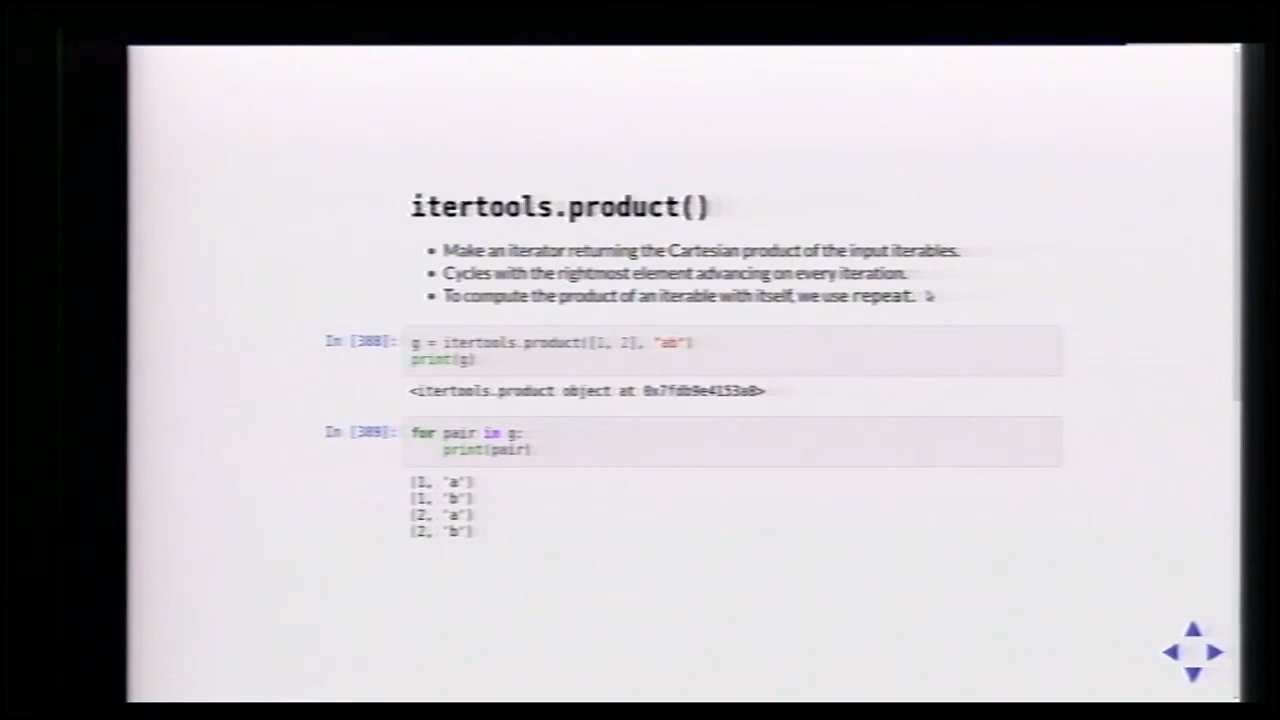 itertools.product()
• Make an iterator returning the Cartesian product of the input iterables.
• Cycles with the rightmost element advancing on every iteration.
• To compute the product of an iterable with itself, we use repeat.
In [388]: g = itertools.product([1, 2], "ab")
print(g)
<itertools.product object at 0x7fdb9e4153a8>
In [389]: for pair in g:
print(pair)
(1, 'a')
(1, 'b')
(2, 'a')
(2, 'b')